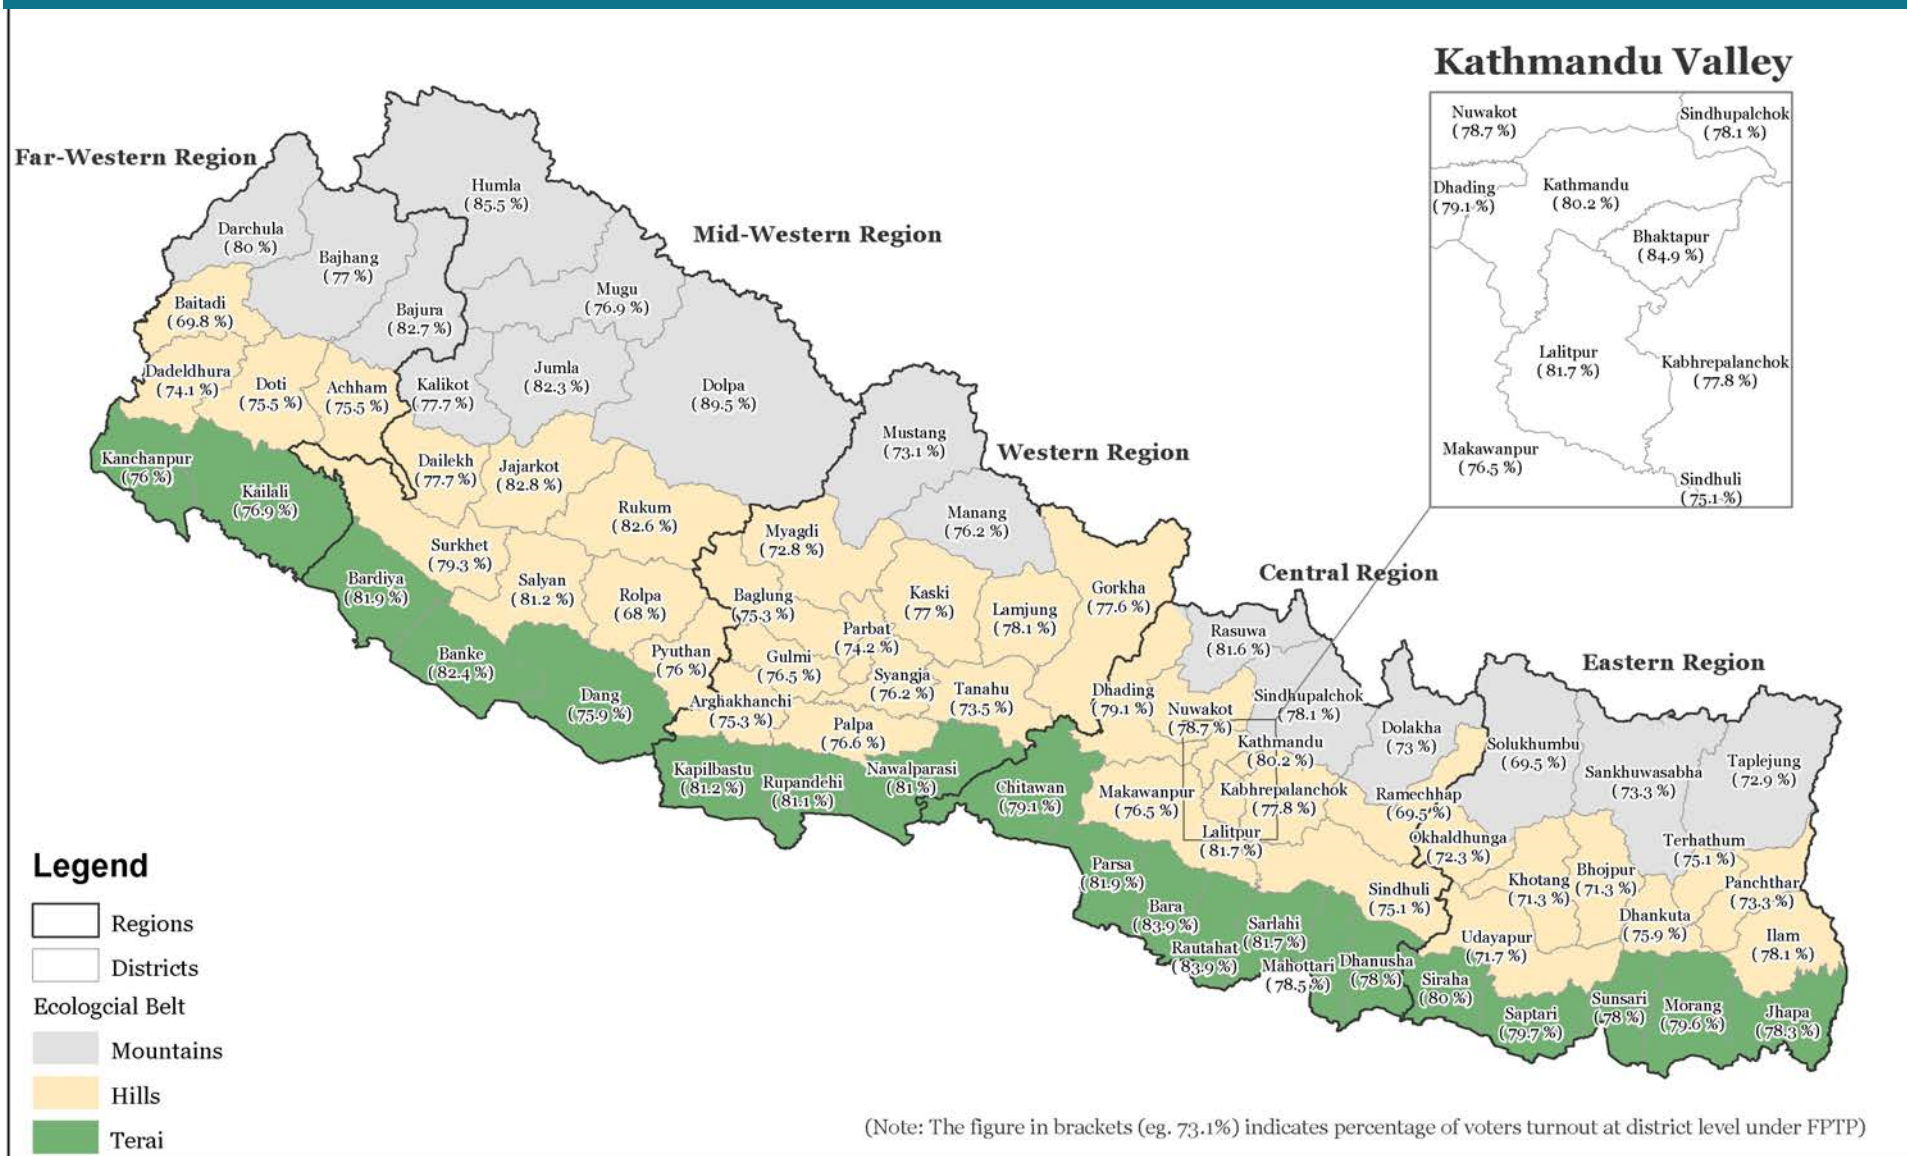 Kathmandu Valley
Nuwakot
(78.7 %)
Sindhupalchok
(78.1 %)
Dhading
(79.1 %)
Kathmandu
(80.2 %)
Bhaktapur
(84.9 %)
Lalitpur
(81.7 %)
Kabhrepalanchok
(77.8 %)
Makawanpur
(76.5 %)
Sindhuli
(75.1 %)
Far-Western Region
Darchula
(80 %)
Bajhang
(77 %)
Bajura
(82.7 %)
Baitadi
(69.8 %)
Dadeldhura
(74.1 %)
Doti
(75.5 %)
Achham
(75.5 %)
Kanchanpur
(76 %)
Kailali
(76.9 %)
Mid-Western Region
Humla
(85.5 %)
Mugu
(76.9 %)
Kalikot
(77.7 %)
Jumla
(82.3 %)
Dolpa
(89.5 %)
Dailekh
(77.7 %)
Jajarkot
(82.8 %)
Rukum
(82.6 %)
Surkhet
(79.3 %)
Salyan
(81.2 %)
Rolpa
(68 %)
Pyuthan
(76 %)
Bardiya
(81.9 %)
Banke
(82.4 %)
Dang
(75.9 %)
Western Region
Mustang
(73.1 %)
Manang
(76.2 %)
Myagdi
(72.8 %)
Baglung
(75.3 %)
Kaski
(77 %)
Lamjung
(78.1 %)
Gorkha
(77.6 %)
Parbat
(74.2 %)
Gulmi
(76.5 %)
Syangja
(76.2 %)
Tanahu
(73.5 %)
Arghakhanchi
(75.3 %)
Palpa
(76.6 %)
Kapilbastu
(81.2 %)
Rupandehi
(81.1 %)
Nawalparasi
(81 %)
Central Region
Rasuwa
(81.6 %)
Dhading
(79.1 %)
Nuwakot
(78.7 %)
Sindhupalchok
(78.1 %)
Dolakha
(73 %)
Kathmandu
(80.2 %)
Chitawan
(79.1 %)
Makawanpur
(76.5 %)
Kabhrepalanchok
(77.8 %)
Ramechhap
(69.5 %)
Lalitpur
(81.7 %)
Sindhuli
(75.1 %)
Parsa
(81.9 %)
Bara
(83.9 %)
Rautahat
(83.9 %)
Sarlahi
(81.7 %)
Mahottari
(78.5 %)
Dhanusha
(78 %)
Eastern Region
Solukhumbu
(69.5 %)
Sankhuwasabha
(73.3 %)
Taplejung
(72.9 %)
Okhaldhunga
(72.3 %)
Khotang
(71.3 %)
Bhojpur
(71.3 %)
Terhathum
(75.1 %)
Panchthar
(73.3 %)
Dhankuta
(75.9 %)
Udayapur
(71.7 %)
Ilam
(78.1 %)
Siraha
(80 %)
Saptari
(79.7 %)
Sunsari
(78 %)
Morang
(79.6 %)
Jhapa
(78.3 %)
Legend
Regions
Districts
Ecologcial Belt
Mountains
Hills
Terai
(Note: The figure in brackets (eg. 73.1%) indicates percentage of voters turnout at district level under FPTP)